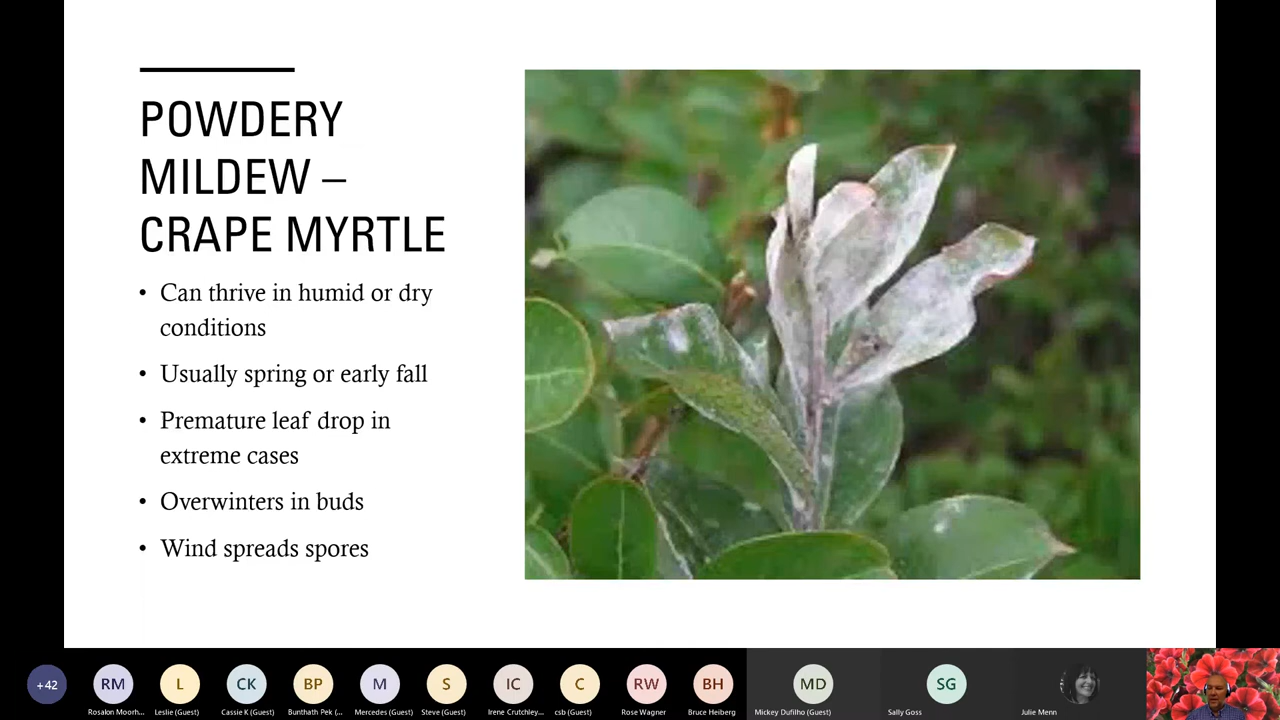 POWDERY
MILDEW –
CRAPE MYRTLE
• Can thrive in humid or dry
conditions
• Usually spring or early fall
• Premature leaf drop in
extreme cases
• Overwinters in buds
• Wind spreads spores
+42 RM L CK BP M S IC C RW BH MD SG
Rosalon Moorh... Leslie (Guest) Cassie K (Guest) Bunthath Pek (... Mercedes (Guest) Steve (Guest) Irene Crutchley... csb (Guest) Rose Wagner Bruce Heiberg Mickey Dufilho (Guest) Sally Goss Julie Menn